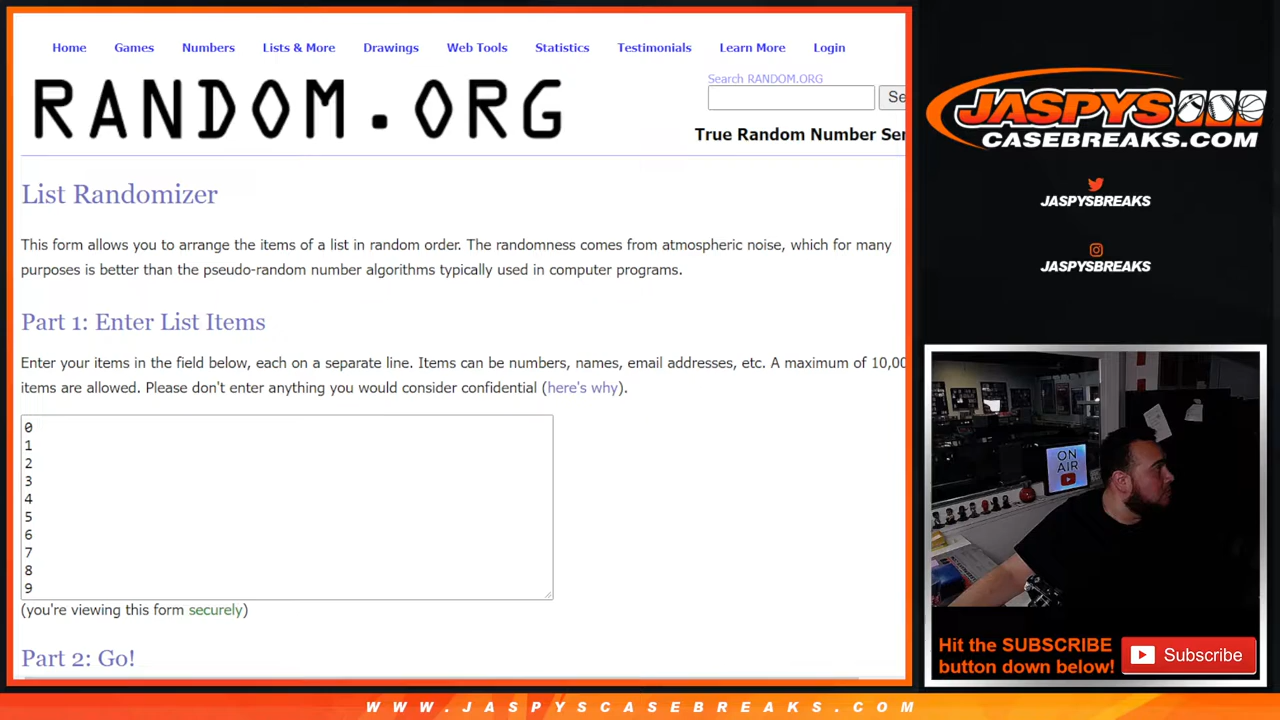 Home Games Numbers Lists & More Drawings Web Tools Statistics Testimonials Learn More Login
RANDOM.ORG
Search RANDOM.ORG
Se
True Random Number Ser
List Randomizer
This form allows you to arrange the items of a list in random order. The randomness comes from atmospheric noise, which for many
purposes is better than the pseudo-random number algorithms typically used in computer programs.
Part 1: Enter List Items
Enter your items in the field below, each on a separate line. Items can be numbers, names, email addresses, etc. A maximum of 10,00
items are allowed. Please don't enter anything you would consider confidential (here's why).
0
1
2
3
4
5
6
7
8
9
(you're viewing this form securely)
Part 2: Go!
JASPYS
CASEBREAKS.COM
JASPYSBREAKS
JASPYSBREAKS
ON
AIR
Hit the SUBSCRIBE
button down below!
Subscribe
WWW.JASPYSCASEBREAKS.COM